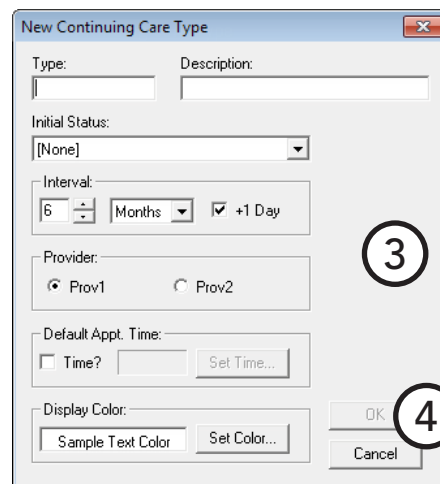 New Continuing Care Type
Type: Description:
Initial Status:
[None]
Interval:
6 Months +1 Day
3
Provider:
Prov1 Prov2
Default Appt. Time:
Time? Set Time...
Display Color:
Sample Text Color Set Color...
OK 4
Cancel